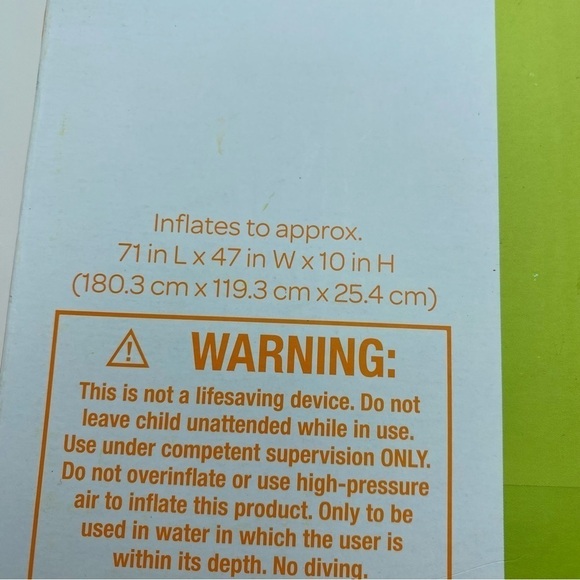 Inflates to approx.
71 in L x 47 in W x 10 in H
(180.3 cm x 119.3 cm x 25.4 cm)
WARNING:
This is not a lifesaving device. Do not
leave child unattended while in use.
Use under competent supervision ONLY.
Do not overinflate or use high-pressure
air to inflate this product. Only to be
used in water in which the user is
within its depth. No diving.